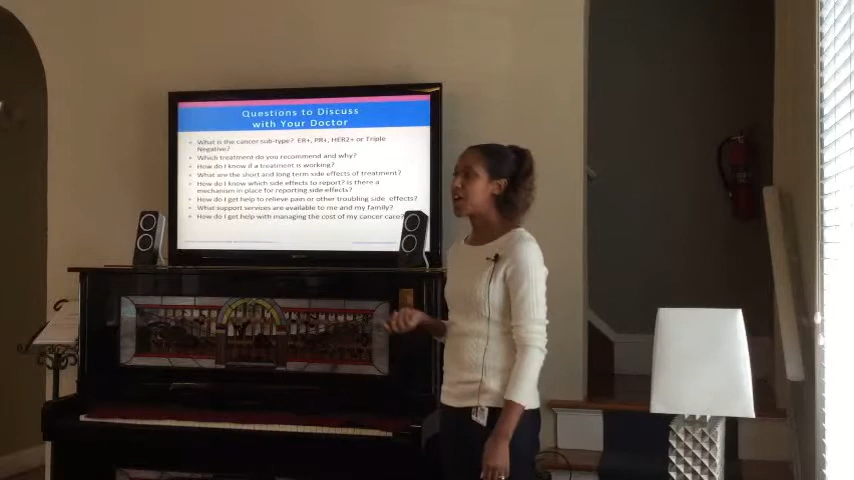 Questions to Discuss
with Your Doctor
• What is the cancer sub-type? ER+, PR+, HER2+ or Triple
Negative?
• Which treatment do you recommend and why?
• How do I know if a treatment is working?
• What are the short and long term side effects of treatment?
• How do I know which side effects to report? Is there a
mechanism in place for reporting side effects?
• How do I get help to relieve pain or other troubling side effects?
• What support services are available to me and my family?
• How do I get help with managing the cost of my cancer care?